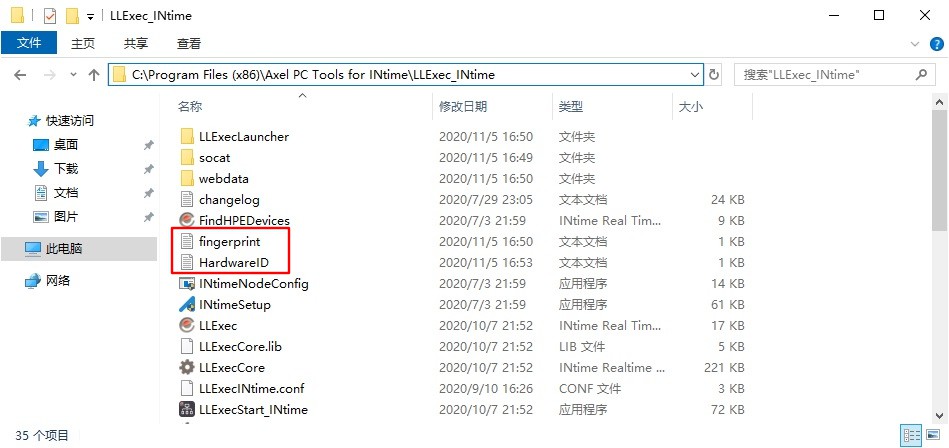 LLExec_INtime
文件 主页 共享 查看
C:\Program Files (x86)\Axel PC Tools for INtime\LLExec_INtime 搜索"LLExec_INtime"
名称 修改日期 类型 大小
快速访问
桌面
下载
文档
图片
此电脑
网络
LLExecLauncher 2020/11/5 16:50 文件夹
socat 2020/11/5 16:49 文件夹
webdata 2020/11/5 16:50 文件夹
changelog 2020/7/29 23:05 文本文档 24 KB
FindHPEDevices 2020/7/3 21:59 INtime Real Tim... 9 KB
fingerprint 2020/11/5 16:50 文本文档 1 KB
HardwareID 2020/11/5 16:53 文本文档 1 KB
INtimeNodeConfig 2020/7/3 21:59 应用程序 14 KB
INtimeSetup 2020/7/3 21:59 应用程序 61 KB
LLExec 2020/10/7 21:52 INtime Real Tim... 17 KB
LLExecCore.lib 2020/10/7 21:52 LIB 文件 5 KB
LLExecCore 2020/10/7 21:52 INtime Realtime ... 221 KB
LLExecINtime.conf 2020/9/10 16:26 CONF 文件 3 KB
LLExecStart_INtime 2020/10/7 21:52 应用程序 72 KB
35 个项目